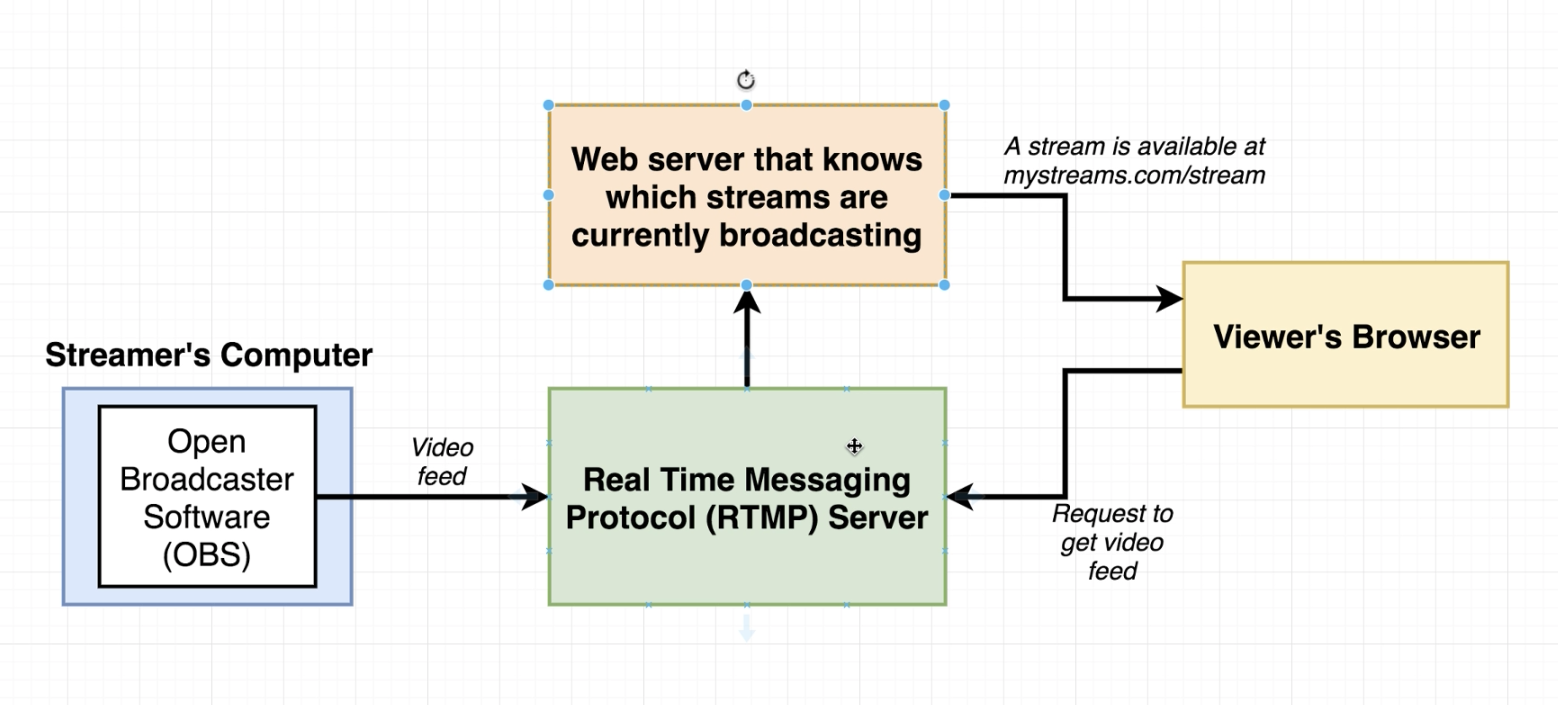 Web server that knows
which streams are
currently broadcasting
A stream is available at
mystreams.com/stream
Viewer's Browser
Streamer's Computer
Open
Broadcaster
Software
(OBS)
Video
feed
Real Time Messaging
Protocol (RTMP) Server
Request to
get video
feed